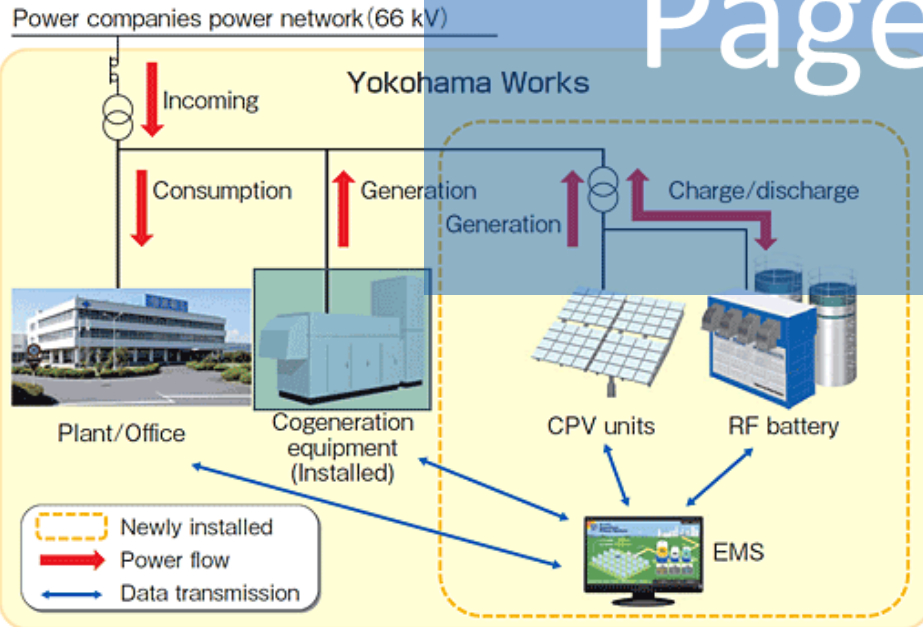 Power companies power network (66 kV)
Page
Yokohama Works
Incoming
Consumption
Generation
Generation
Charge/discharge
Plant/Office
Cogeneration
equipment
(Installed)
CPV units
RF battery
EMS
Newly installed
Power flow
Data transmission